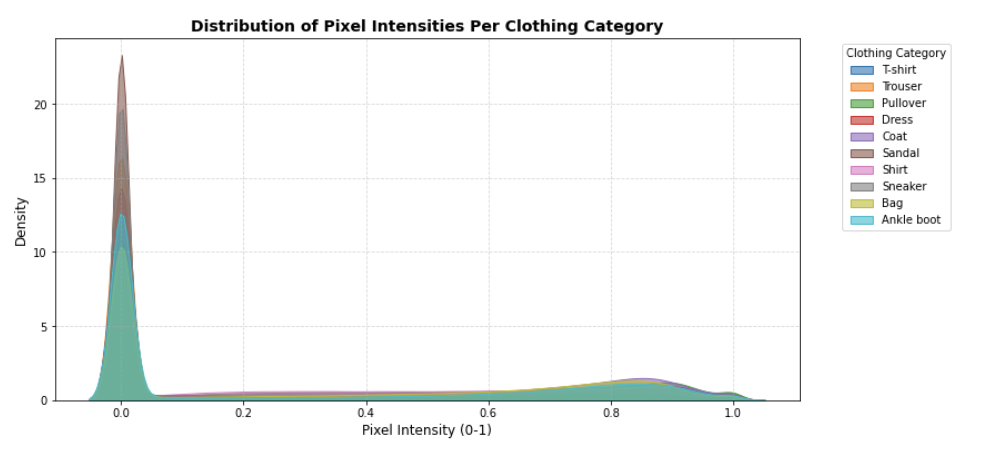 Distribution of Pixel Intensities Per Clothing Category
Clothing Category
T-shirt
Trouser
Pullover
Dress
Coat
Sandal
Shirt
Sneaker
Bag
Ankle boot
Density
20
15
10
5
0
0.0 0.2 0.4 0.6 0.8 1.0
Pixel Intensity (0-1)